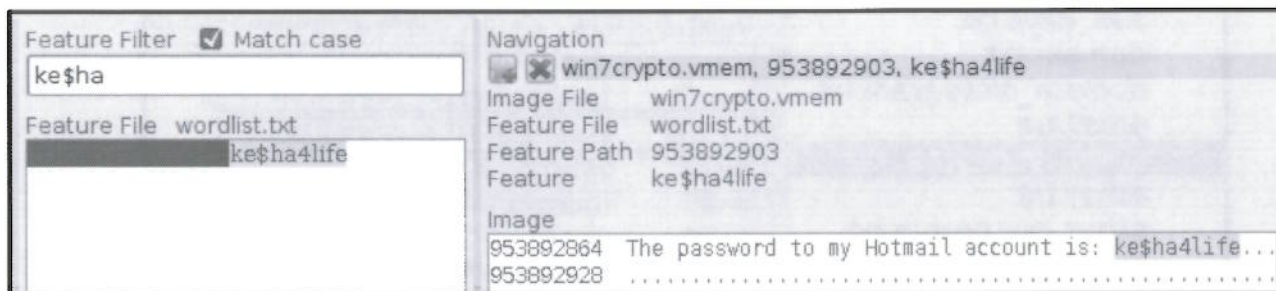 Feature Filter Match case
ke$ha
Feature File wordlist.txt
ke$ha4life
Navigation
win7crypto.vmem, 953892903, ke$ha4life
Image File win7crypto.vmem
Feature File wordlist.txt
Feature Path 953892903
Feature ke$ha4life
Image
953892864 The password to my Hotmail account is: ke$ha4life...
953892928 ........................................................